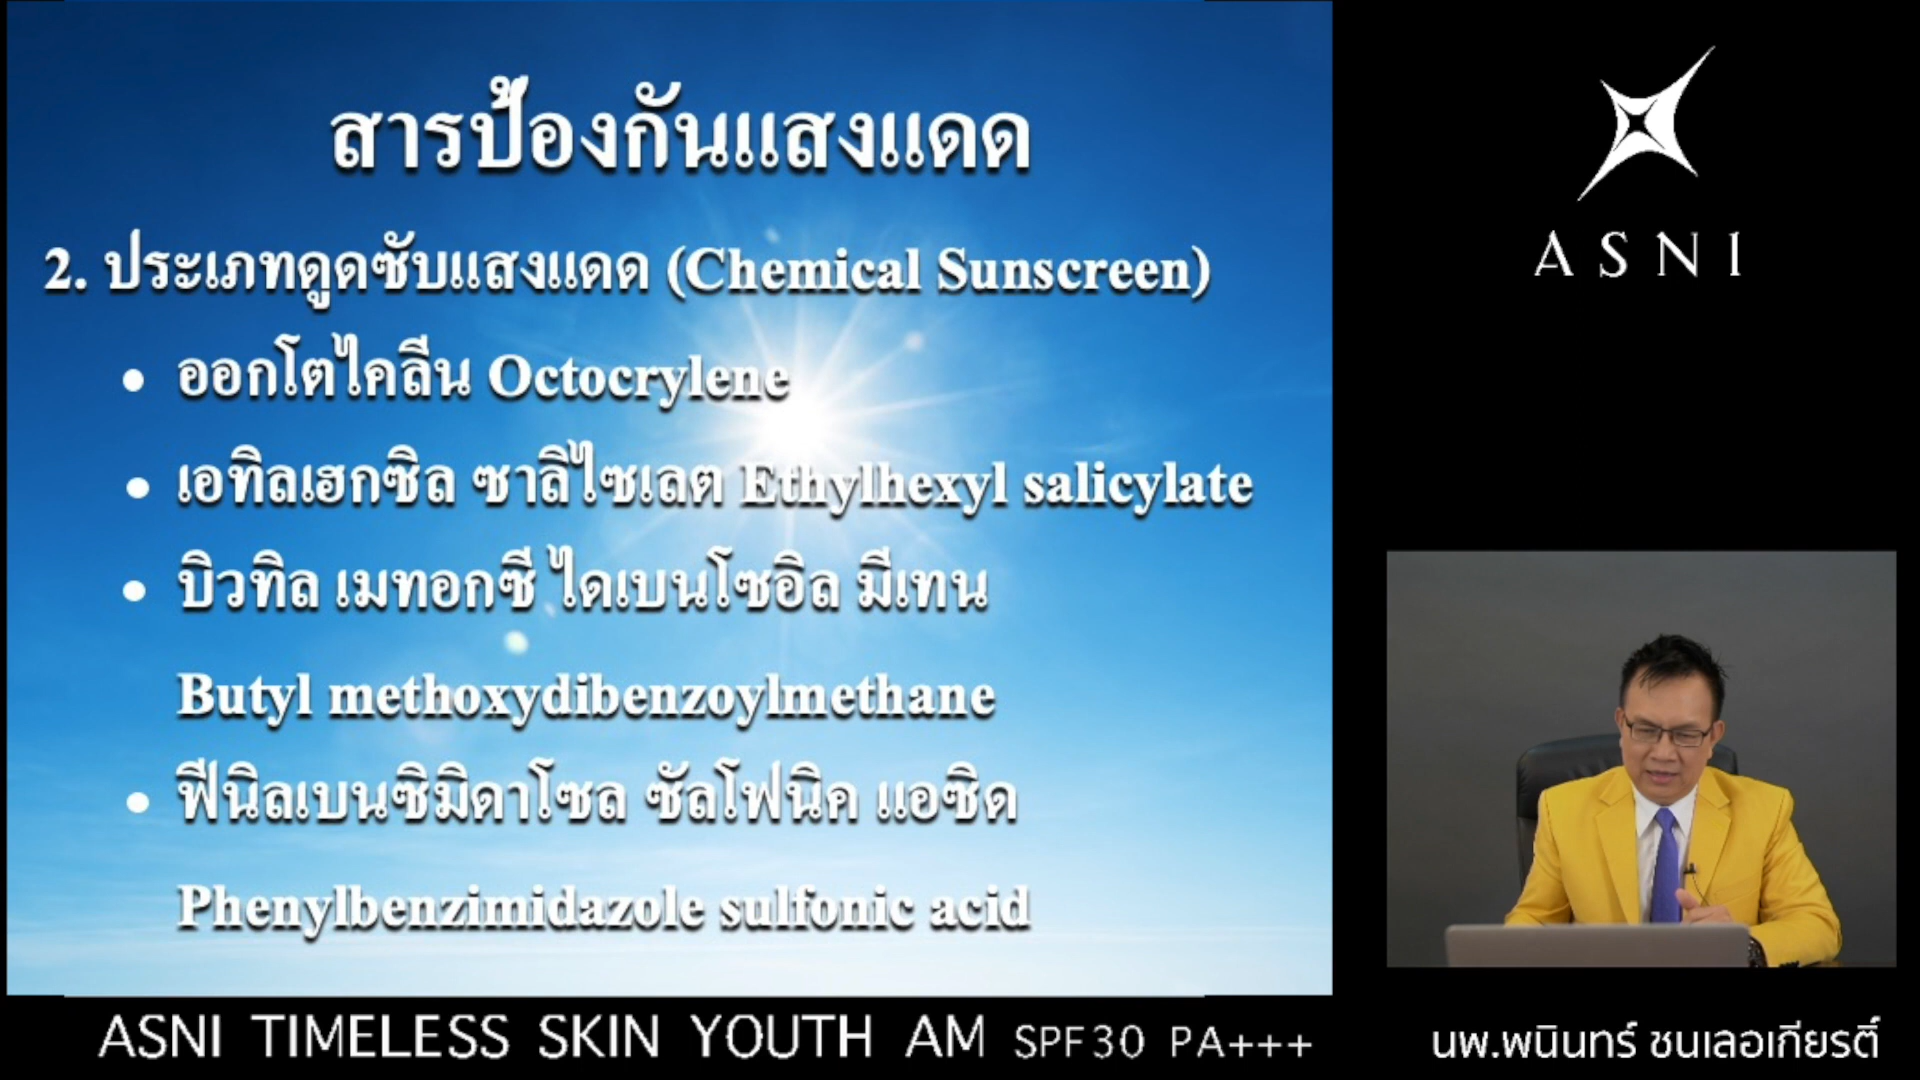 สารป้องกันแสงแดด
2. ประเภทดูดซับแสงแดด (Chemical Sunscreen)
• ออกโตไคลีน Octocrylene
• เอทิลเฮกซิล ซาลิไซเลต Ethylhexyl salicylate
• บิวทิล เมทอกซี ไดเบนโซอิล มีเทน
Butyl methoxydibenzoylmethane
• ฟีนิลเบนซิมิดาโซล ซัลโฟนิค แอซิด
Phenylbenzimidazole sulfonic acid
ASNI TIMELESS SKIN YOUTH AM SPF30 PA+++
ASNI
นพ.พนินทร์ ชนเลอเกียรติ์